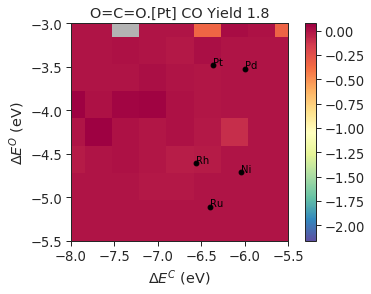 O=C=O.[Pt] CO Yield 1.8
−3.0
−3.5
−4.0
−4.5
−5.0
−5.5
ΔE^O (eV)
Pt
Pd
Rh
Ni
Ru
−8.0 −7.5 −7.0 −6.5 −6.0 −5.5
ΔE^C (eV)
0.00
−0.25
−0.50
−0.75
−1.00
−1.25
−1.50
−1.75
−2.00